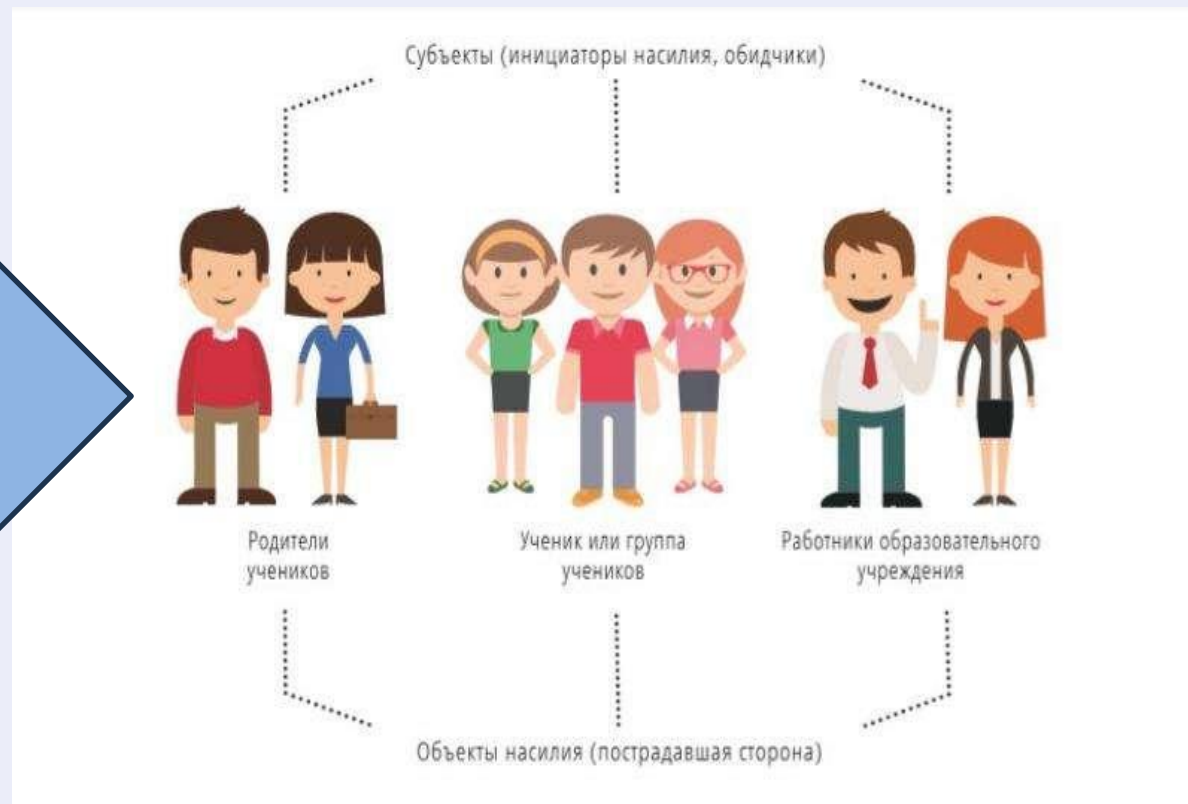 Субъекты (инициаторы насилия, обидчики)
Родители
учеников
Ученик или группа
учеников
Работники образовательного
учреждения
Объекты насилия (пострадавшая сторона)